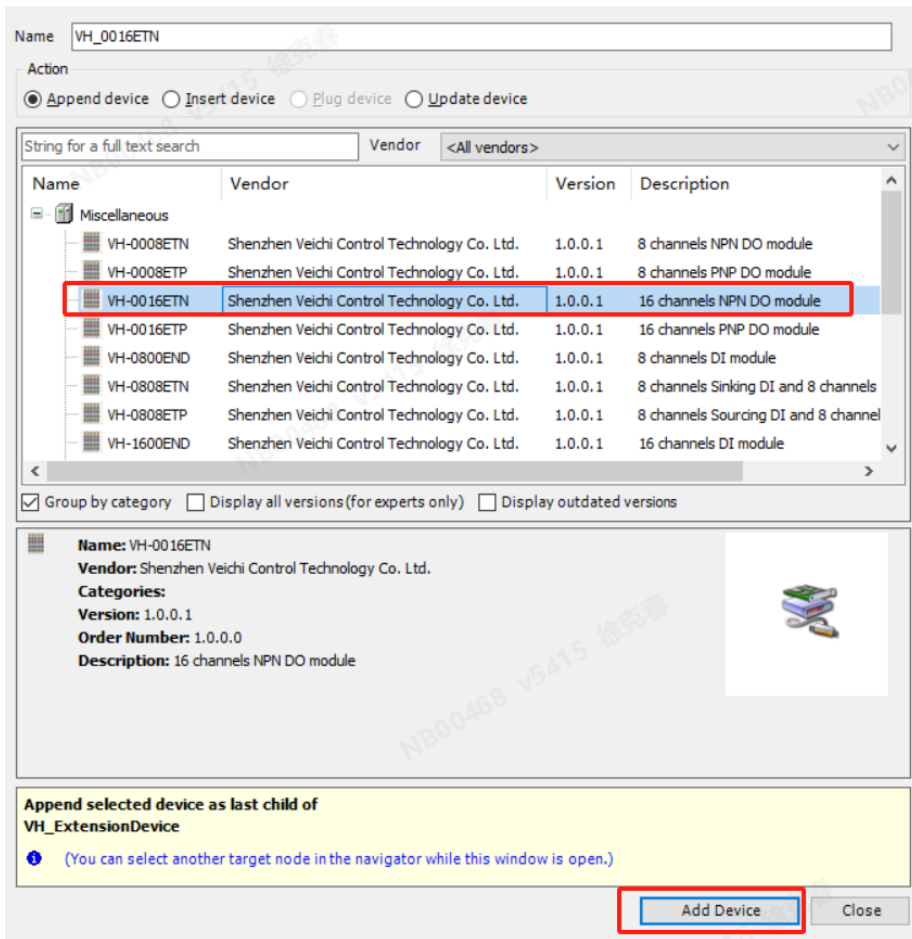 Name VH_0016ETN
Action
Append device Insert device Plug device Update device
String for a full text search Vendor <All vendors>
Name Vendor Version Description
Miscellaneous
VH-0008ETN Shenzhen Veichi Control Technology Co. Ltd. 1.0.0.1 8 channels NPN DO module
VH-0008ETP Shenzhen Veichi Control Technology Co. Ltd. 1.0.0.1 8 channels PNP DO module
VH-0016ETN Shenzhen Veichi Control Technology Co. Ltd. 1.0.0.1 16 channels NPN DO module
VH-0016ETP Shenzhen Veichi Control Technology Co. Ltd. 1.0.0.1 16 channels PNP DO module
VH-0800END Shenzhen Veichi Control Technology Co. Ltd. 1.0.0.1 8 channels DI module
VH-0808ETN Shenzhen Veichi Control Technology Co. Ltd. 1.0.0.1 8 channels Sinking DI and 8 channels
VH-0808ETP Shenzhen Veichi Control Technology Co. Ltd. 1.0.0.1 8 channels Sourcing DI and 8 channel
VH-1600END Shenzhen Veichi Control Technology Co. Ltd. 1.0.0.1 16 channels DI module
Group by category Display all versions(for experts only) Display outdated versions
Name: VH-0016ETN
Vendor: Shenzhen Veichi Control Technology Co. Ltd.
Categories:
Version: 1.0.0.1
Order Number: 1.0.0.0
Description: 16 channels NPN DO module
NB00468 v5415 徐克春
Append selected device as last child of
VH_ExtensionDevice
(You can select another target node in the navigator while this window is open.)
Add Device Close